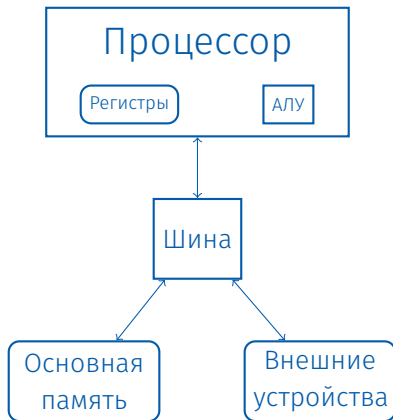 Процессор
Регистры
АЛУ
Шина
Основная
память
Внешние
устройства